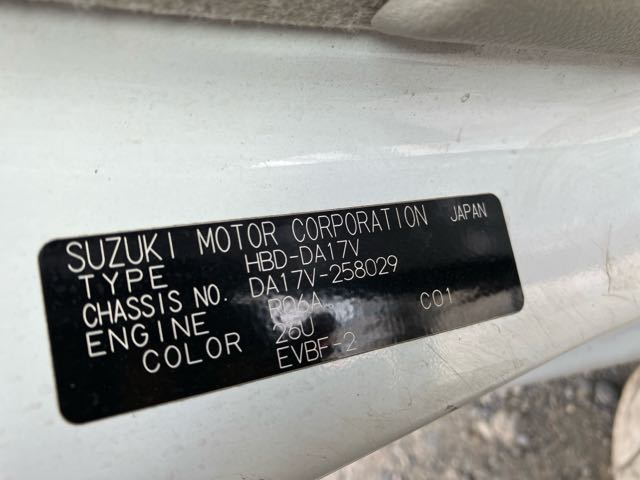 SUZUKI MOTOR CORPORATION JAPAN
TYPE HBD-DA17V
CHASSIS NO. DA17V-258029
ENGINE R06A C01
COLOR 26U
EVBF-2